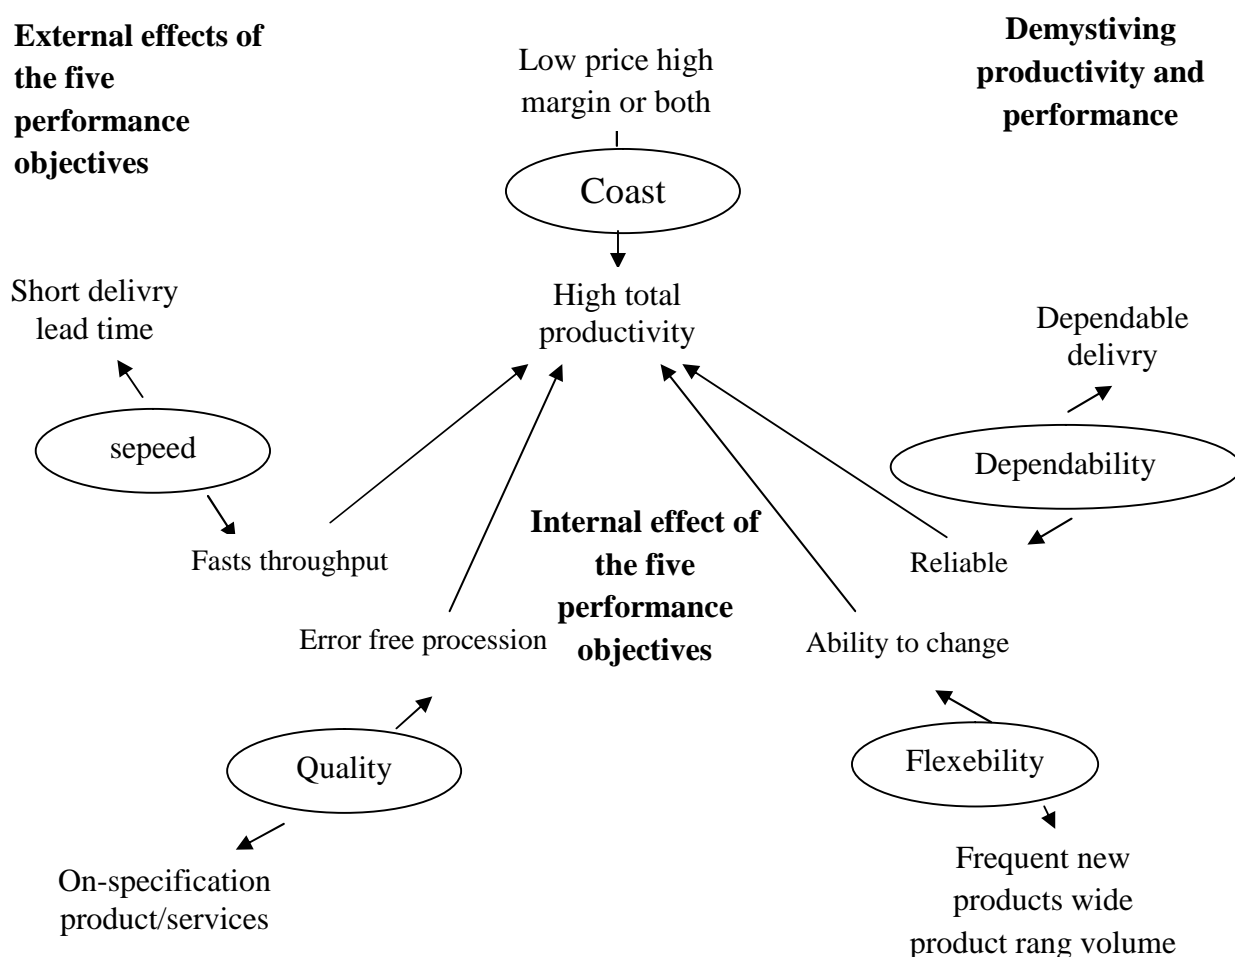 External effects of
the five
performance
objectives
Low price high
margin or both
Demystiving
productivity and
performance
Coast
Short delivry
lead time
High total
productivity
Dependable
delivry
sepeed
Dependability
Internal effect of
the five
performance
objectives
Fasts throughput
Reliable
Error free procession
Ability to change
Quality
Flexebility
On-specification
product/services
Frequent new
products wide
product rang volume